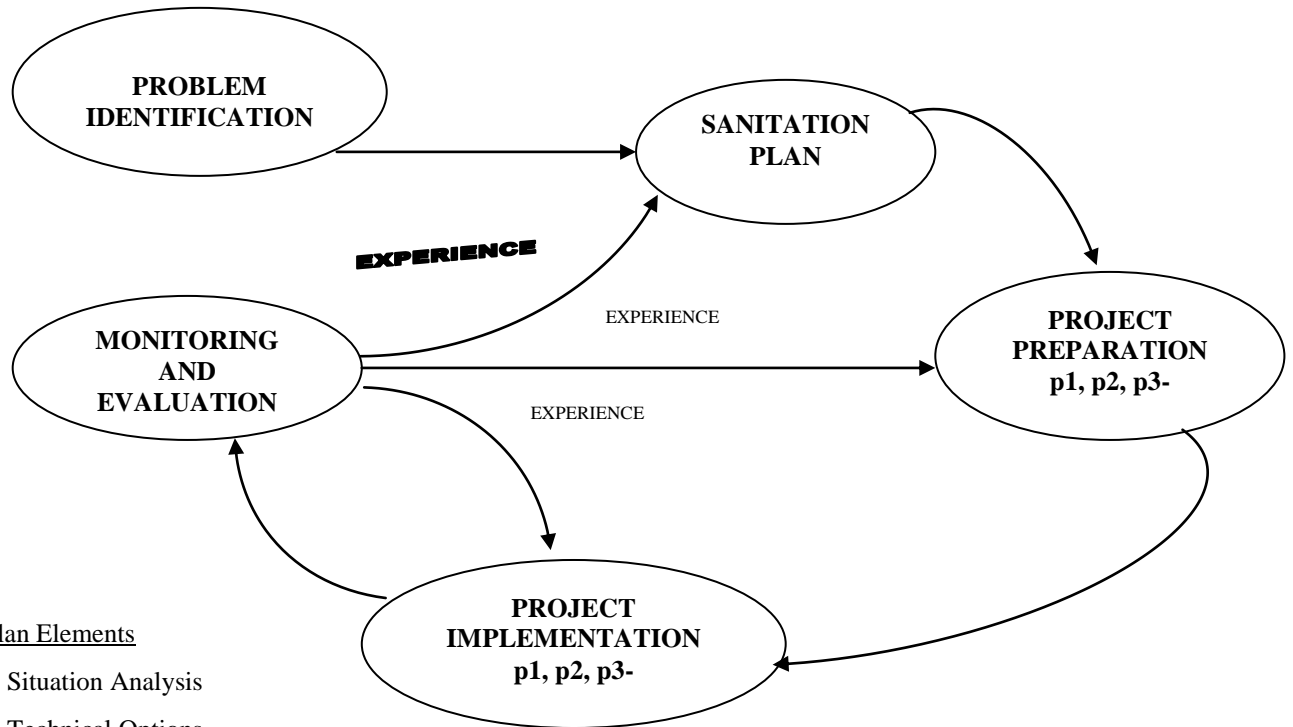 PROBLEM
IDENTIFICATION
SANITATION
PLAN
EXPERIENCE
EXPERIENCE
MONITORING
AND
EVALUATION
PROJECT
PREPARATION
p1, p2, p3-
EXPERIENCE
PROJECT
IMPLEMENTATION
p1, p2, p3-
lan Elements
Situation Analysis